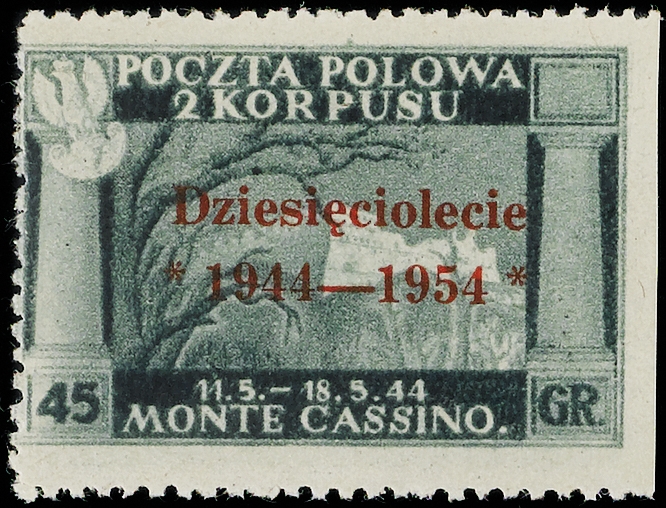 POCZTA POLOWA
2 KORPUSU
Dziesięciolecie
* 1944—1954 *
11.5.–18.5.44
45 MONTE CASSINO. GR.